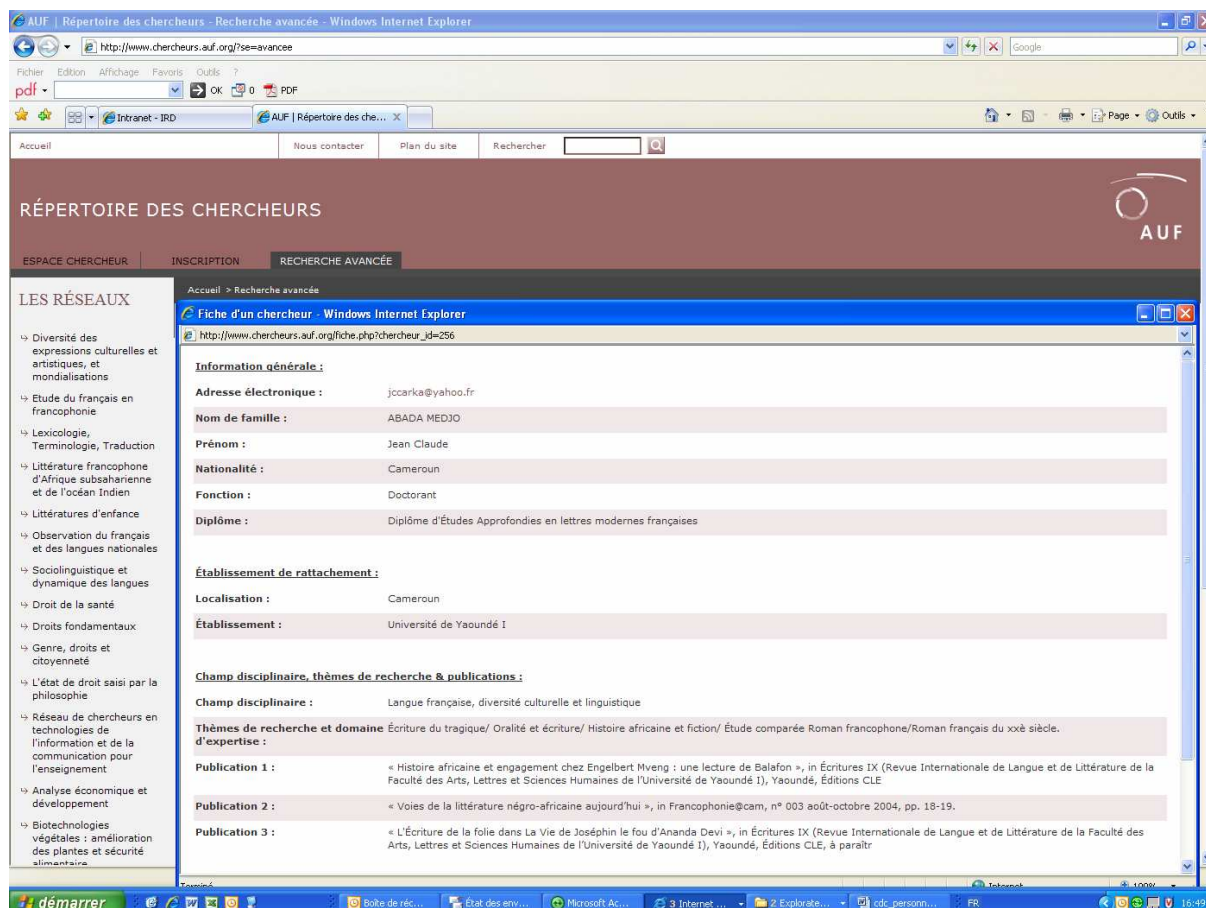 AUF | Répertoire des chercheurs - Recherche avancée - Windows Internet Explorer
http://www.chercheurs.auf.org/?se=avancee
Google
Fichier Edition Affichage Favoris Outils ?
pdf OK 0 PDF
Intranet - IRD
AUF | Répertoire des che... X
Page Outils
Accueil
Nous contacter
Plan du site
Rechercher
RÉPERTOIRE DES CHERCHEURS
AUF
ESPACE CHERCHEUR
INSCRIPTION
RECHERCHE AVANCÉE
Accueil > Recherche avancée
LES RÉSEAUX
Diversité des
expressions culturelles et
artistiques, et
mondialisations
Etude du français en
francophonie
Lexicologie,
Terminologie, Traduction
Littérature francophone
d'Afrique subsaharienne
et de l'océan Indien
Littératures d'enfance
Observation du français
et des langues nationales
Sociolinguistique et
dynamique des langues
Droit de la santé
Droits fondamentaux
Genre, droits et
citoyenneté
L'état de droit saisi par la
philosophie
Réseau de chercheurs en
technologies de
l'information et de la
communication pour
l'enseignement
Analyse économique et
développement
Biotechnologies
végétales : amélioration
des plantes et sécurité
alimentaire
Fiche d'un chercheur - Windows Internet Explorer
http://www.chercheurs.auf.org/fiche.php?chercheur_id=256
Information générale :
Adresse électronique : jccarka@yahoo.fr
Nom de famille : ABADA MEDJO
Prénom : Jean Claude
Nationalité : Cameroun
Fonction : Doctorant
Diplôme : Diplôme d'Études Approfondies en lettres modernes françaises
Établissement de rattachement :
Localisation : Cameroun
Établissement : Université de Yaoundé I
Champ disciplinaire, thèmes de recherche & publications :
Champ disciplinaire : Langue française, diversité culturelle et linguistique
Thèmes de recherche et domaine Écriture du tragique/ Oralité et écriture/ Histoire africaine et fiction/ Étude comparée Roman francophone/Roman français du xxè siècle.
d'expertise :
Publication 1 : « Histoire africaine et engagement chez Engelbert Mveng : une lecture de Balafon », in Écritures IX (Revue Internationale de Langue et de Littérature de la
Faculté des Arts, Lettres et Sciences Humaines de l'Université de Yaoundé I), Yaoundé, Éditions CLE
Publication 2 : « Voies de la littérature négro-africaine aujourd'hui », in Francophonie@cam, n° 003 août-octobre 2004, pp. 18-19.
Publication 3 : « L'Écriture de la folie dans La Vie de Joséphin le fou d'Ananda Devi », in Écritures IX (Revue Internationale de Langue et de Littérature de la Faculté des
Arts, Lettres et Sciences Humaines de l'Université de Yaoundé I), Yaoundé, Éditions CLE, à paraîtr
Terminé
Internet
100%
démarrer
Boîte de réc...
État des env...
Microsoft Ac...
3 Internet ...
2 Explorate...
cdc_personn...
FR
16:49